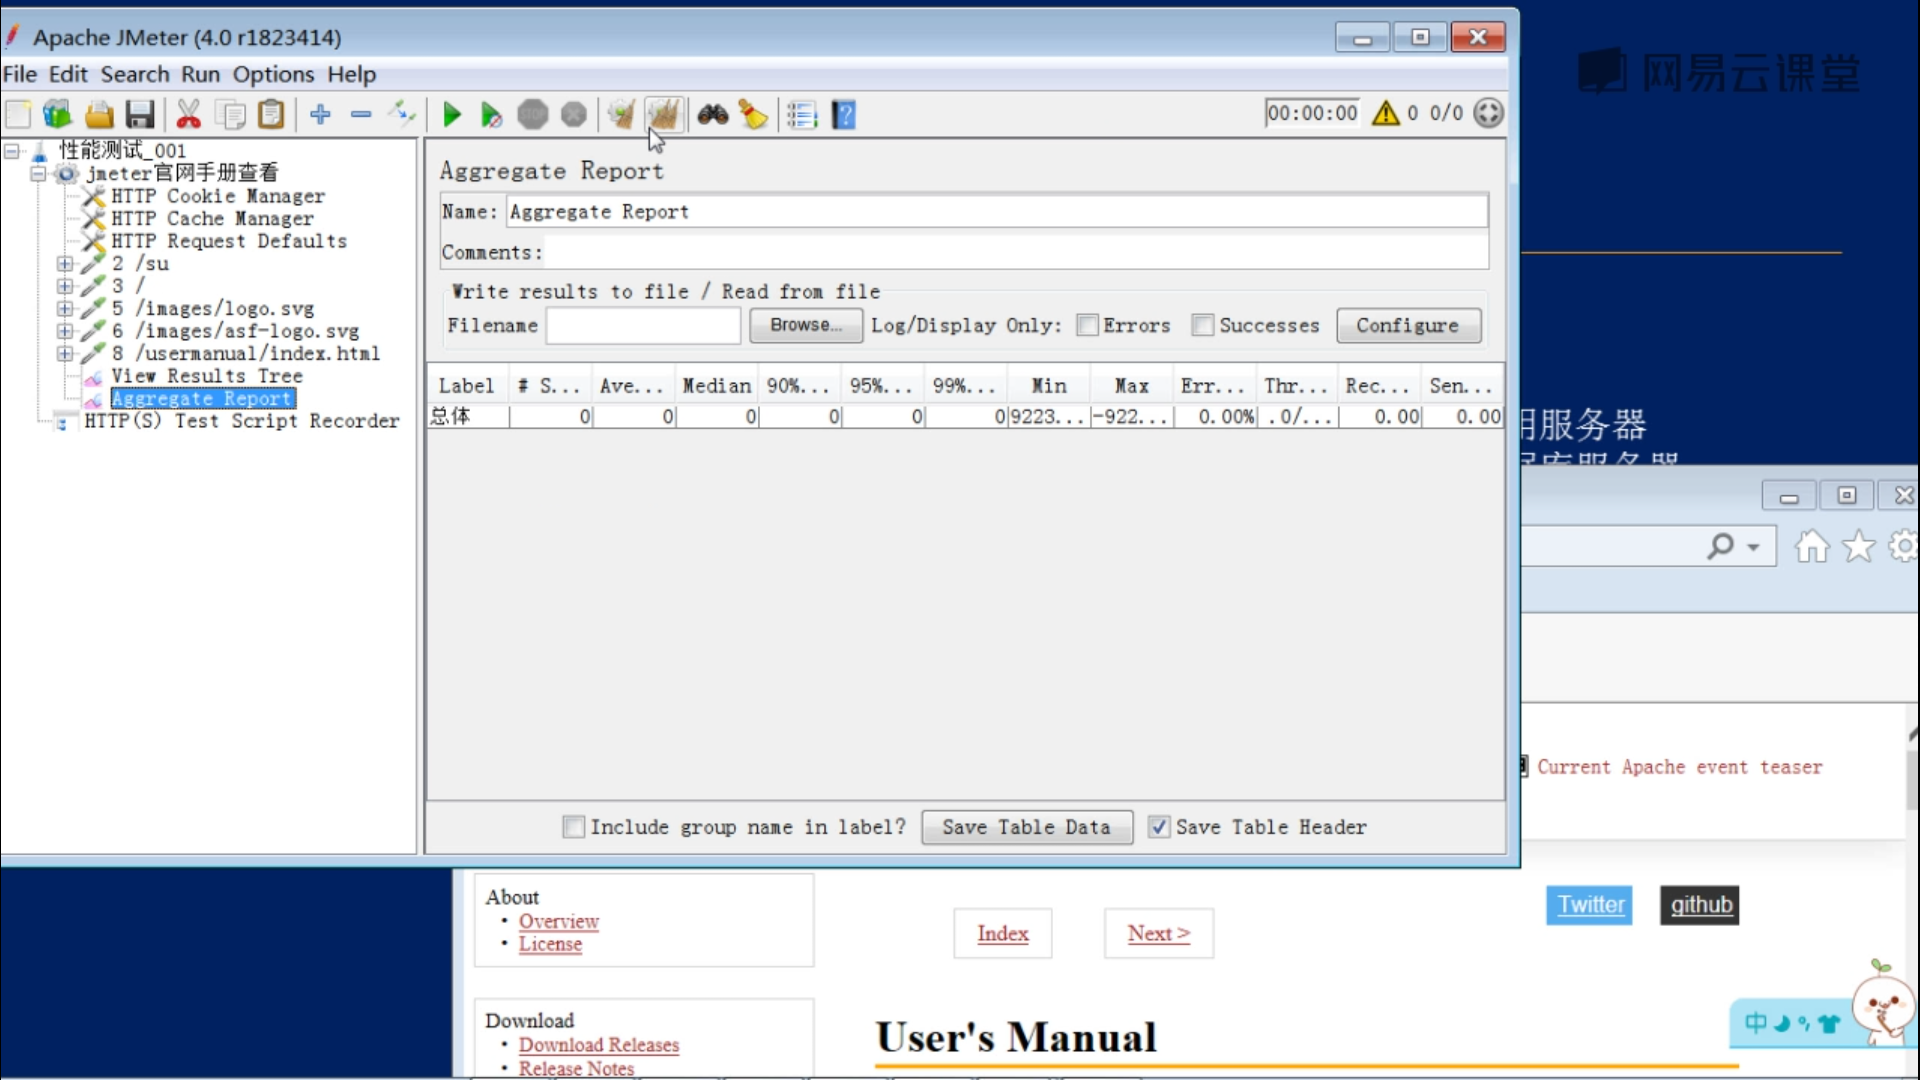 Apache JMeter (4.0 r1823414)
网易云课堂
File Edit Search Run Options Help
STOP
00:00:00 0 0/0
性能测试_001
jmeter官网手册查看
HTTP Cookie Manager
HTTP Cache Manager
HTTP Request Defaults
2 /su
3 /
5 /images/logo.svg
6 /images/asf-logo.svg
8 /usermanual/index.html
View Results Tree
Aggregate Report
HTTP(S) Test Script Recorder
Aggregate Report
Name: Aggregate Report
Comments:
Write results to file / Read from file
Filename Browse... Log/Display Only: Errors Successes Configure
Label # S... Ave... Median 90%... 95%... 99%... Min Max Err... Thr... Rec... Sen...
总体 0 0 0 0 0 0 9223... -922... 0.00% .0/... 0.00 0.00
Include group name in label? Save Table Data Save Table Header
用服务器
服务器
Current Apache event teaser
About
Overview
License
Index
Next >
Twitter
github
Download
Download Releases
Release Notes
User's Manual
中